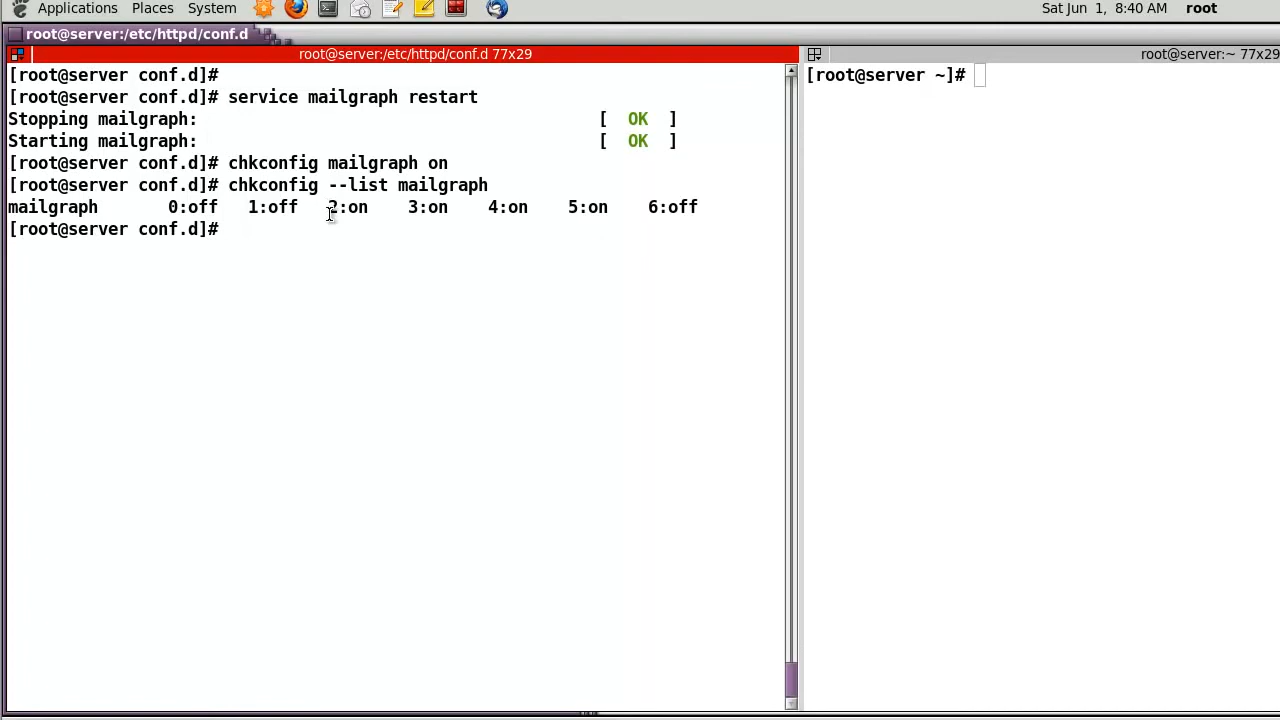 Applications Places System Sat Jun 1, 8:40 AM root
root@server:/etc/httpd/conf.d
root@server:/etc/httpd/conf.d 77x29
[root@server conf.d]#
[root@server conf.d]# service mailgraph restart
Stopping mailgraph: [ OK ]
Starting mailgraph: [ OK ]
[root@server conf.d]# chkconfig mailgraph on
[root@server conf.d]# chkconfig --list mailgraph
mailgraph 0:off 1:off 2:on 3:on 4:on 5:on 6:off
[root@server conf.d]#
root@server:~ 77x29
[root@server ~]#